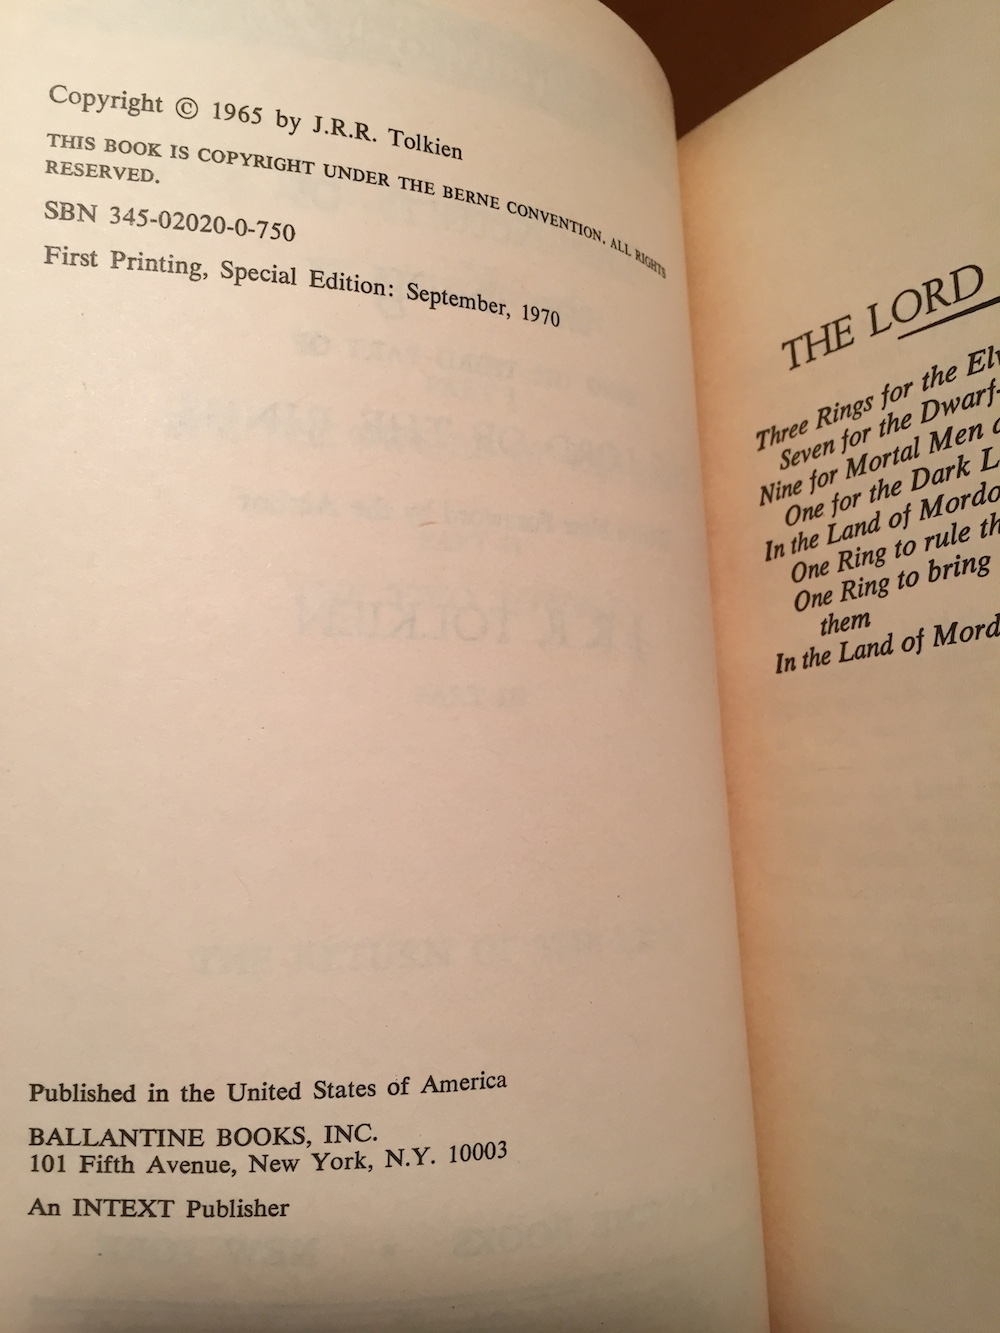 Copyright © 1965 by J.R.R. Tolkien
THIS BOOK IS COPYRIGHT UNDER THE BERNE CONVENTION. ALL RIGHTS
RESERVED.
SBN 345-02020-0-750
First Printing, Special Edition: September, 1970
Published in the United States of America
BALLANTINE BOOKS, INC.
101 Fifth Avenue, New York, N.Y. 10003
An INTEXT Publisher
THE LORD
Three Rings for the
Seven for the Dwarf-
Nine for Mortal Men
One for the Dark
In the Land of
One Ring to rule
One Ring to bring
them
In the Land of